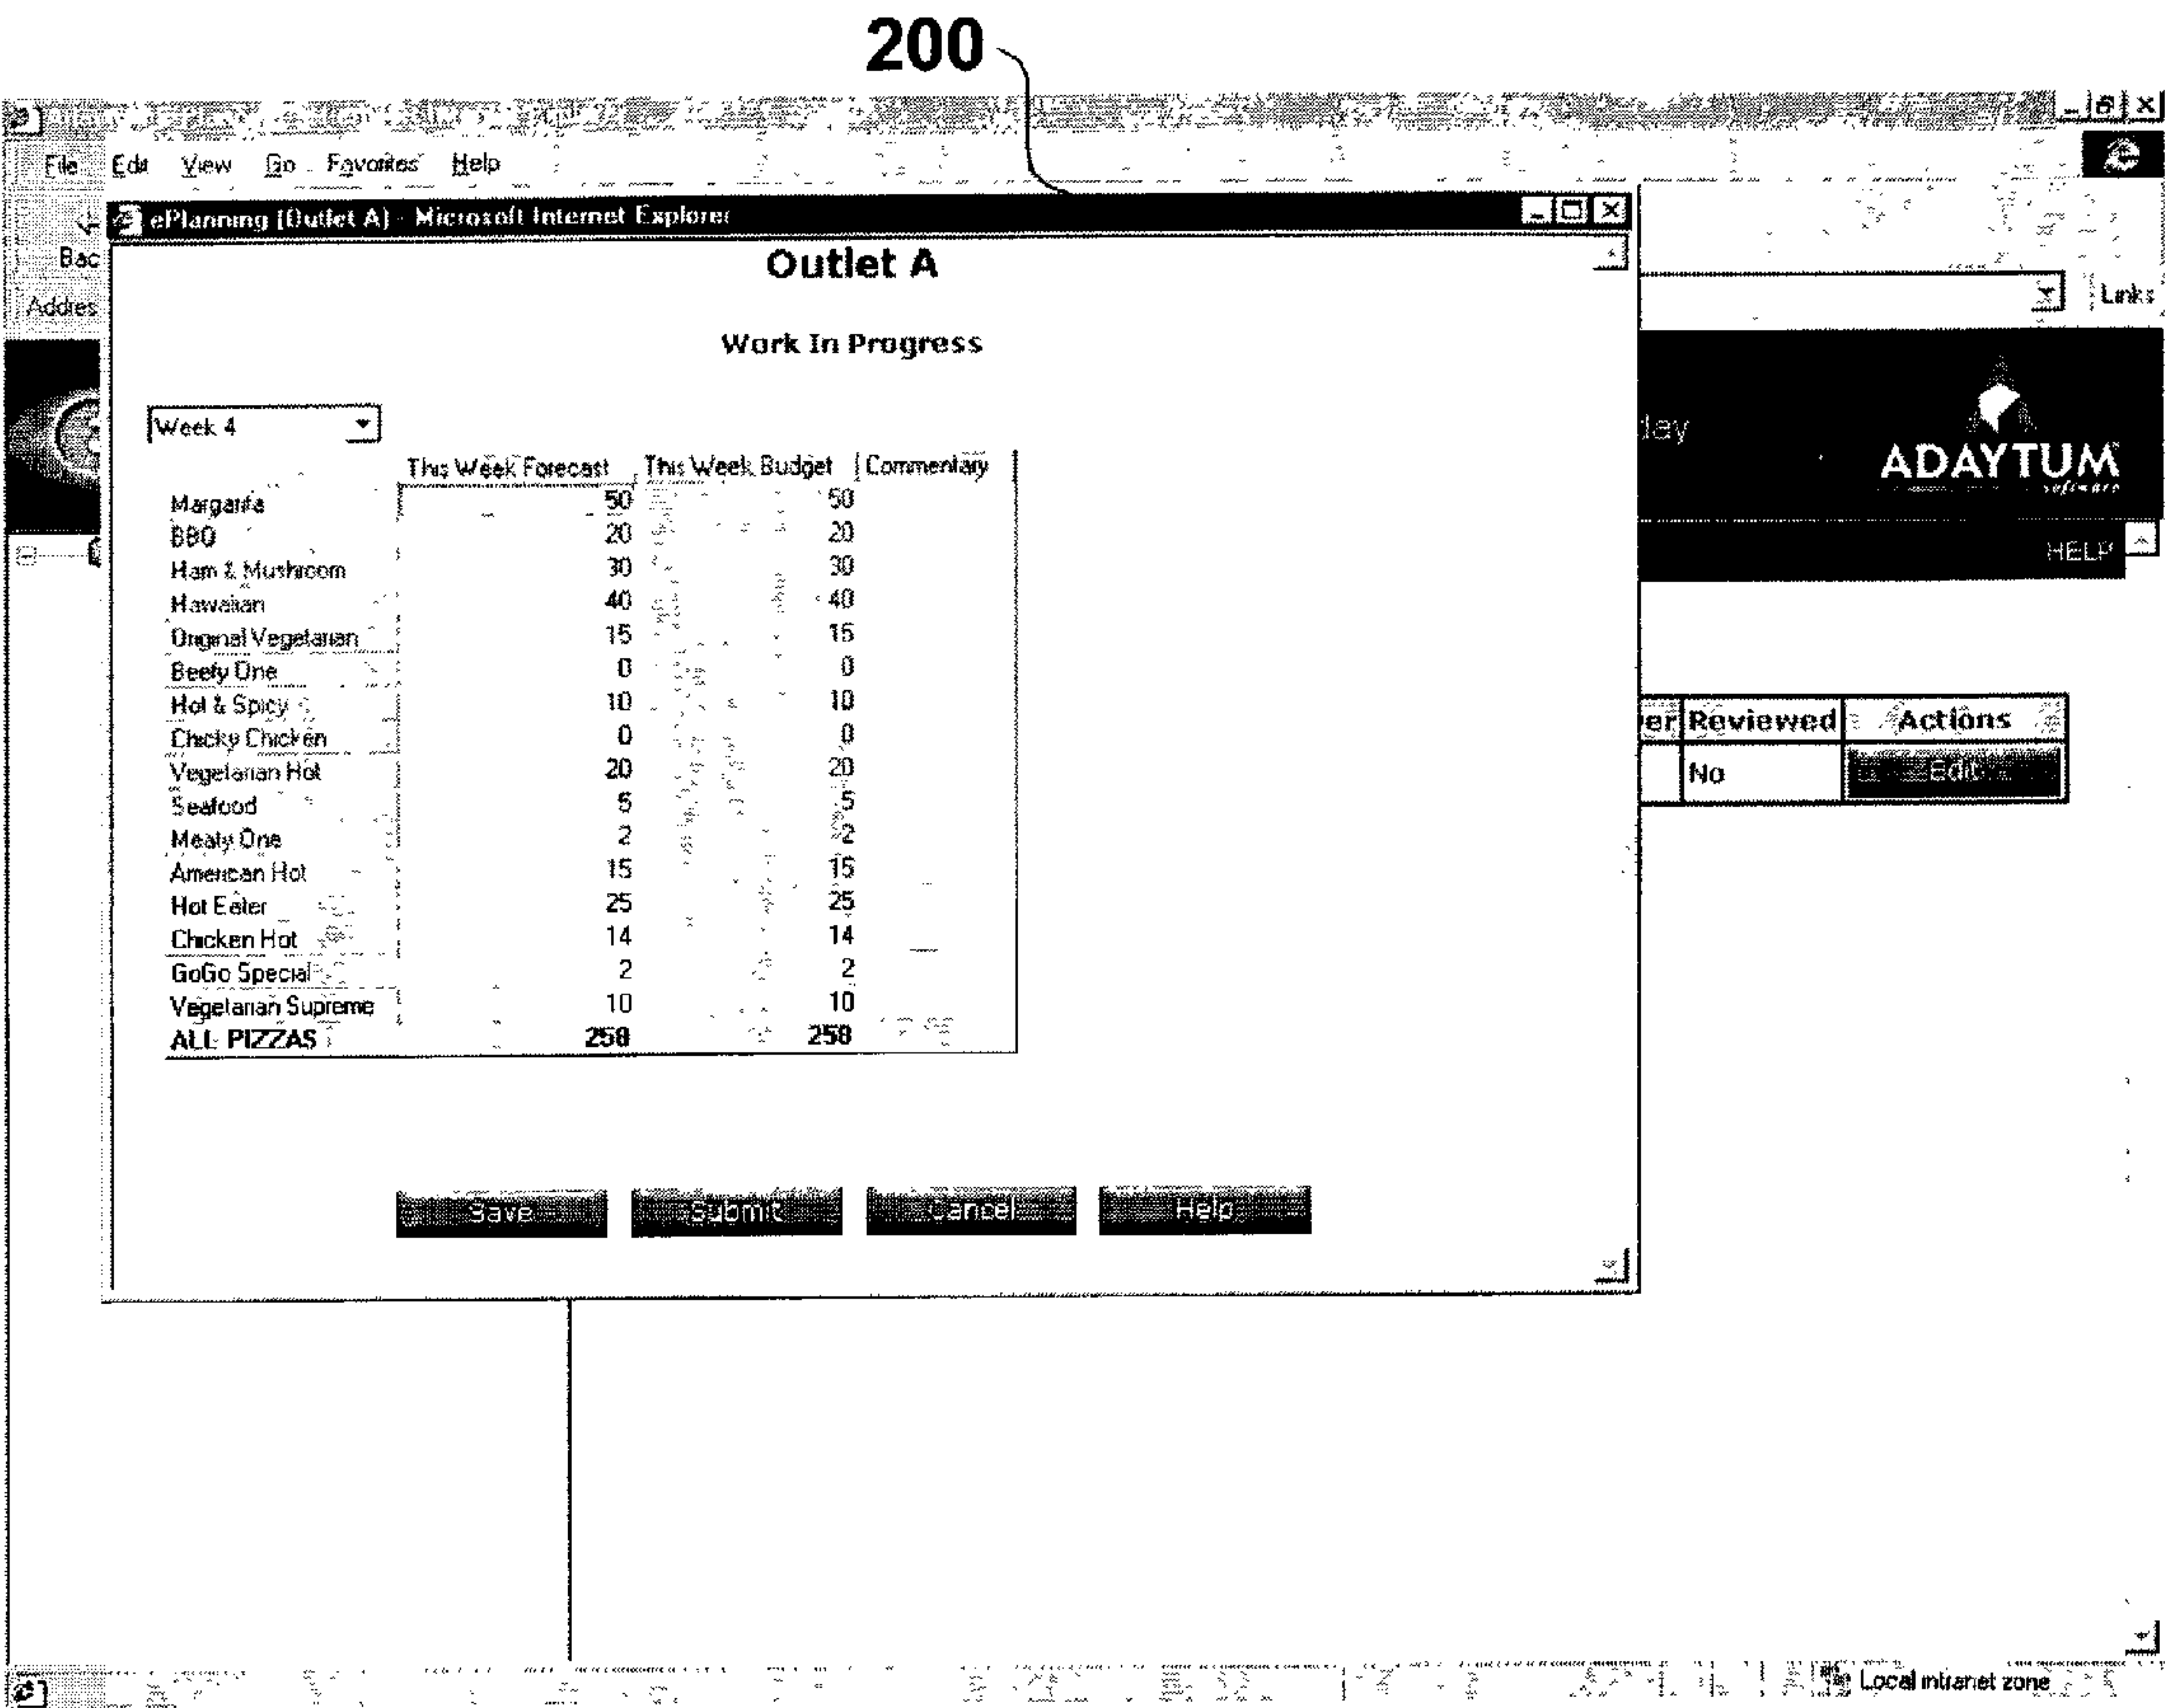 200
File Edit View Go Favorites Help
ePlanning (Outlet A) - Microsoft Internet Explorer
Bac
Addres
Links
Outlet A
Work In Progress
Week 4
lay
ADAYTUM
software
HELP
This Week Forecast This Week Budget Commentary
Margarita 50 50
BBQ 20 20
Ham & Mushroom 30 30
Hawaiian 40 40
Original Vegetarian 15 15
Beefy One 0 0
Hot & Spicy 10 10
Chicky Chicken 0 0
Vegetarian Hot 20 20
Seafood 5 5
Meaty One 2 2
American Hot 15 15
Hot Eater 25 25
Chicken Hot 14 14
GoGo Special 2 2
Vegetarian Supreme 10 10
ALL PIZZAS 258 258
er Reviewed Actions
No Edit
Save Submit Cancel Help
Local intranet zone